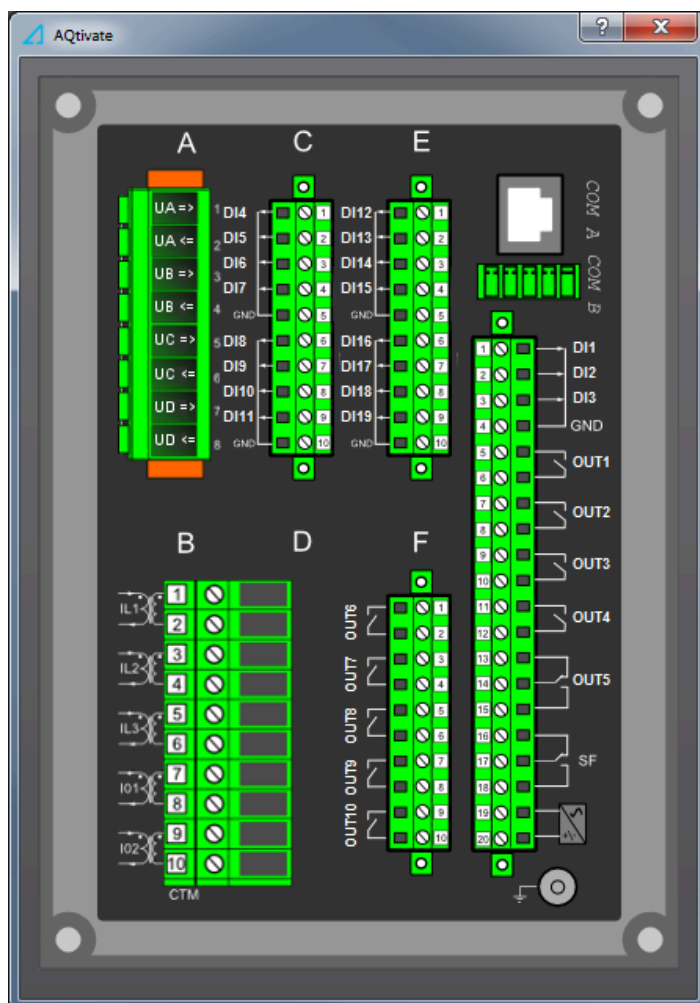 AQtivate
?
X
A
C
E
UA =>
1
UA <=
2
UB =>
3
UB <=
4
UC =>
5
UC <=
6
UD =>
7
UD <=
8
DI4
1
DI5
2
DI6
3
DI7
4
GND
5
DI8
6
DI9
7
DI10
8
DI11
9
GND
10
DI12
1
DI13
2
DI14
3
DI15
4
GND
5
DI16
6
DI17
7
DI18
8
DI19
9
GND
10
COM A
COM B
1
DI1
2
DI2
3
DI3
4
GND
5
OUT1
6
7
OUT2
8
9
OUT3
10
11
OUT4
12
13
14
OUT5
15
16
17
SF
18
19
20
+/-
B
D
F
IL1
1
2
IL2
3
4
IL3
5
6
I01
7
8
I02
9
10
CTM
OUT6
1
2
OUT7
3
4
OUT8
5
6
OUT9
7
8
OUT10
9
10